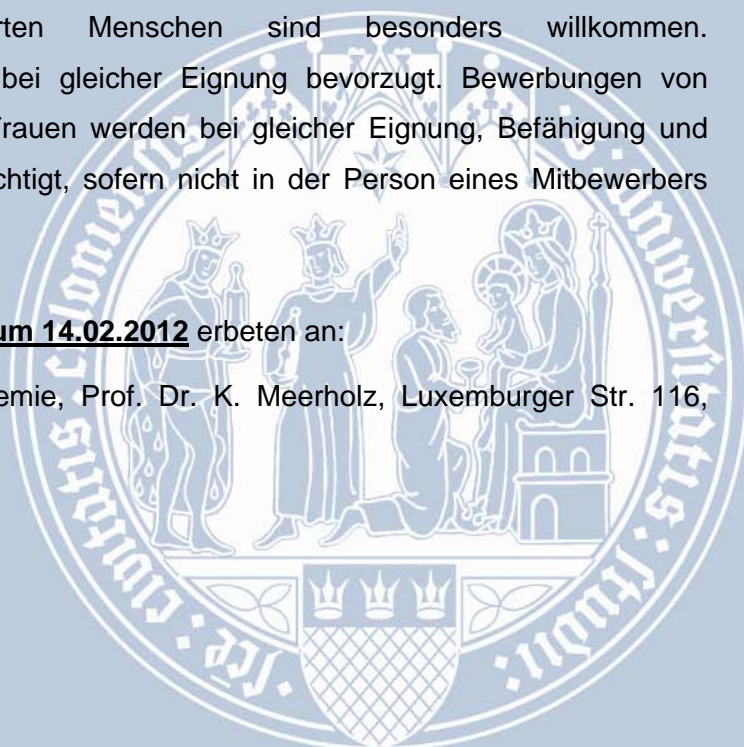 rten Menschen sind besonders willkommen.
bei gleicher Eignung bevorzugt. Bewerbungen von
Frauen werden bei gleicher Eignung, Befähigung und
chtigt, sofern nicht in der Person eines Mitbewerbers
um 14.02.2012 erbeten an:
emie, Prof. Dr. K. Meerholz, Luxemburger Str. 116,